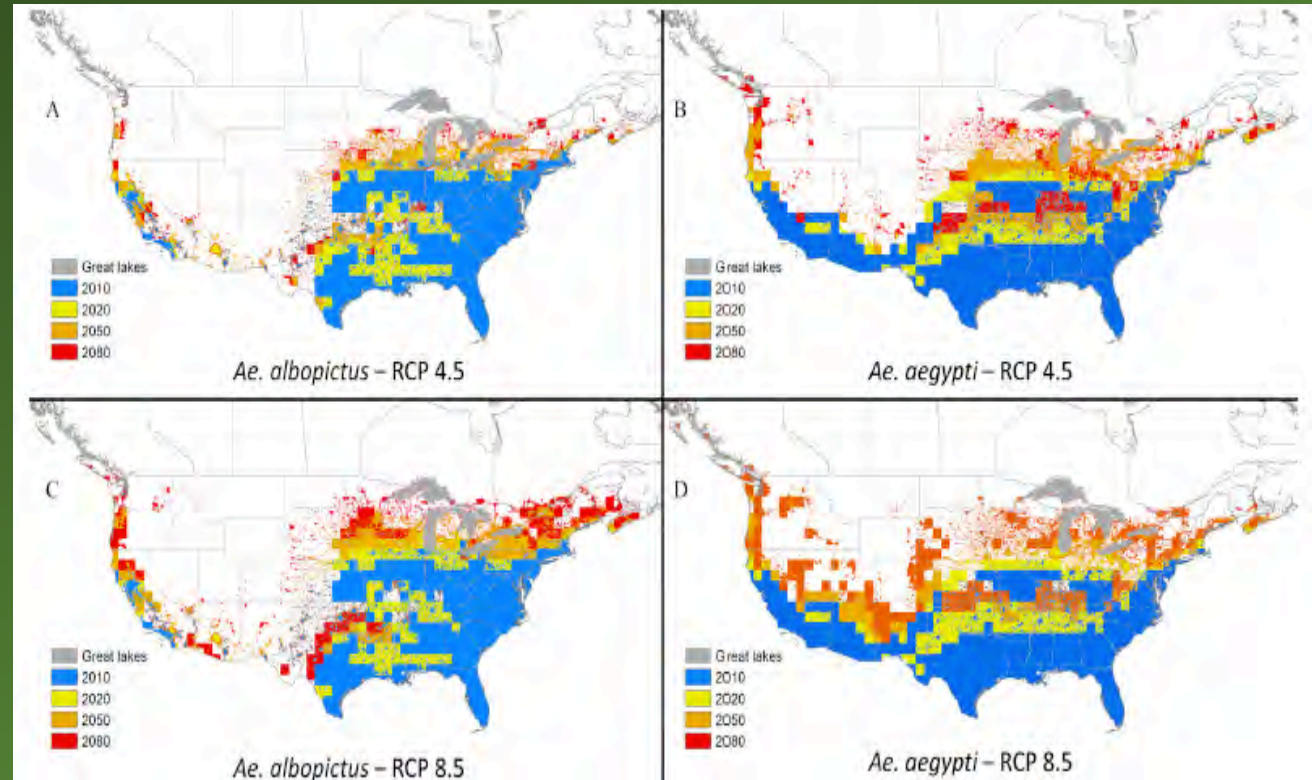 A
Great lakes
2010
2020
2050
2080
Ae. albopictus – RCP 4.5
B
Great lakes
2010
2020
2050
2080
Ae. aegypti – RCP 4.5
C
Great lakes
2010
2020
2050
2080
Ae. albopictus – RCP 8.5
D
Great lakes
2010
2020
2050
2080
Ae. aegypti – RCP 8.5